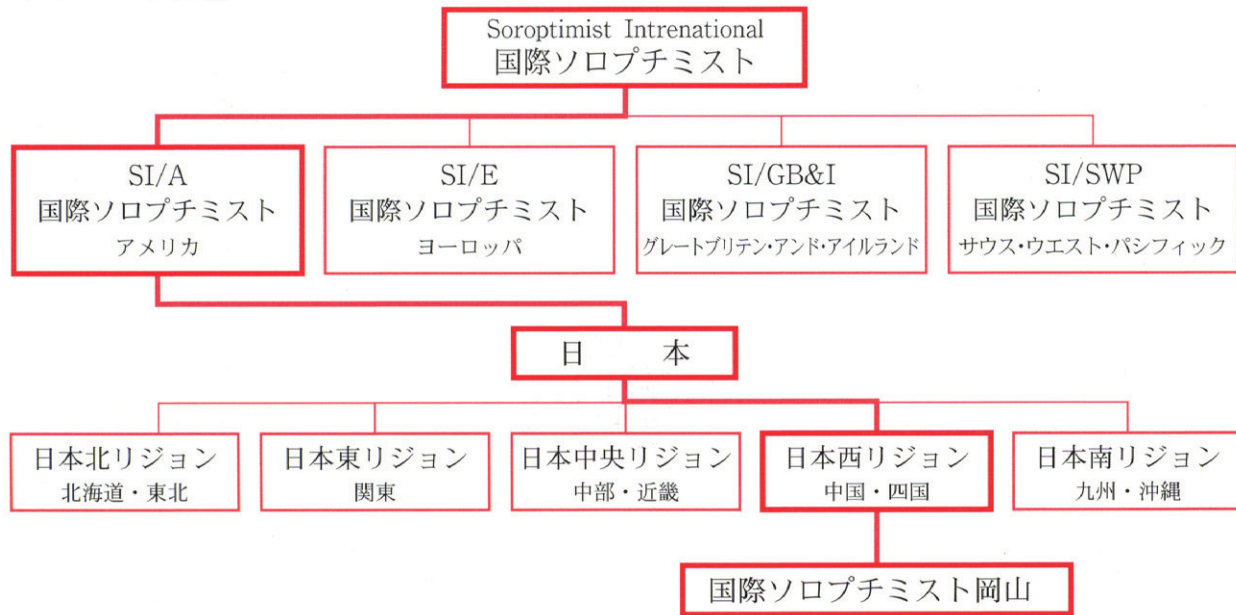 Soroptimist Intrenational
国際ソロプチミスト
SI/A
国際ソロプチミスト
アメリカ
SI/E
国際ソロプチミスト
ヨーロッパ
SI/GB&I
国際ソロプチミスト
グレートブリテン・アンド・アイルランド
SI/SWP
国際ソロプチミスト
サウス・ウエスト・パシフィック
日 本
日本北リジョン
北海道・東北
日本東リジョン
関東
日本中央リジョン
中部・近畿
日本西リジョン
中国・四国
日本南リジョン
九州・沖縄
国際ソロプチミスト岡山